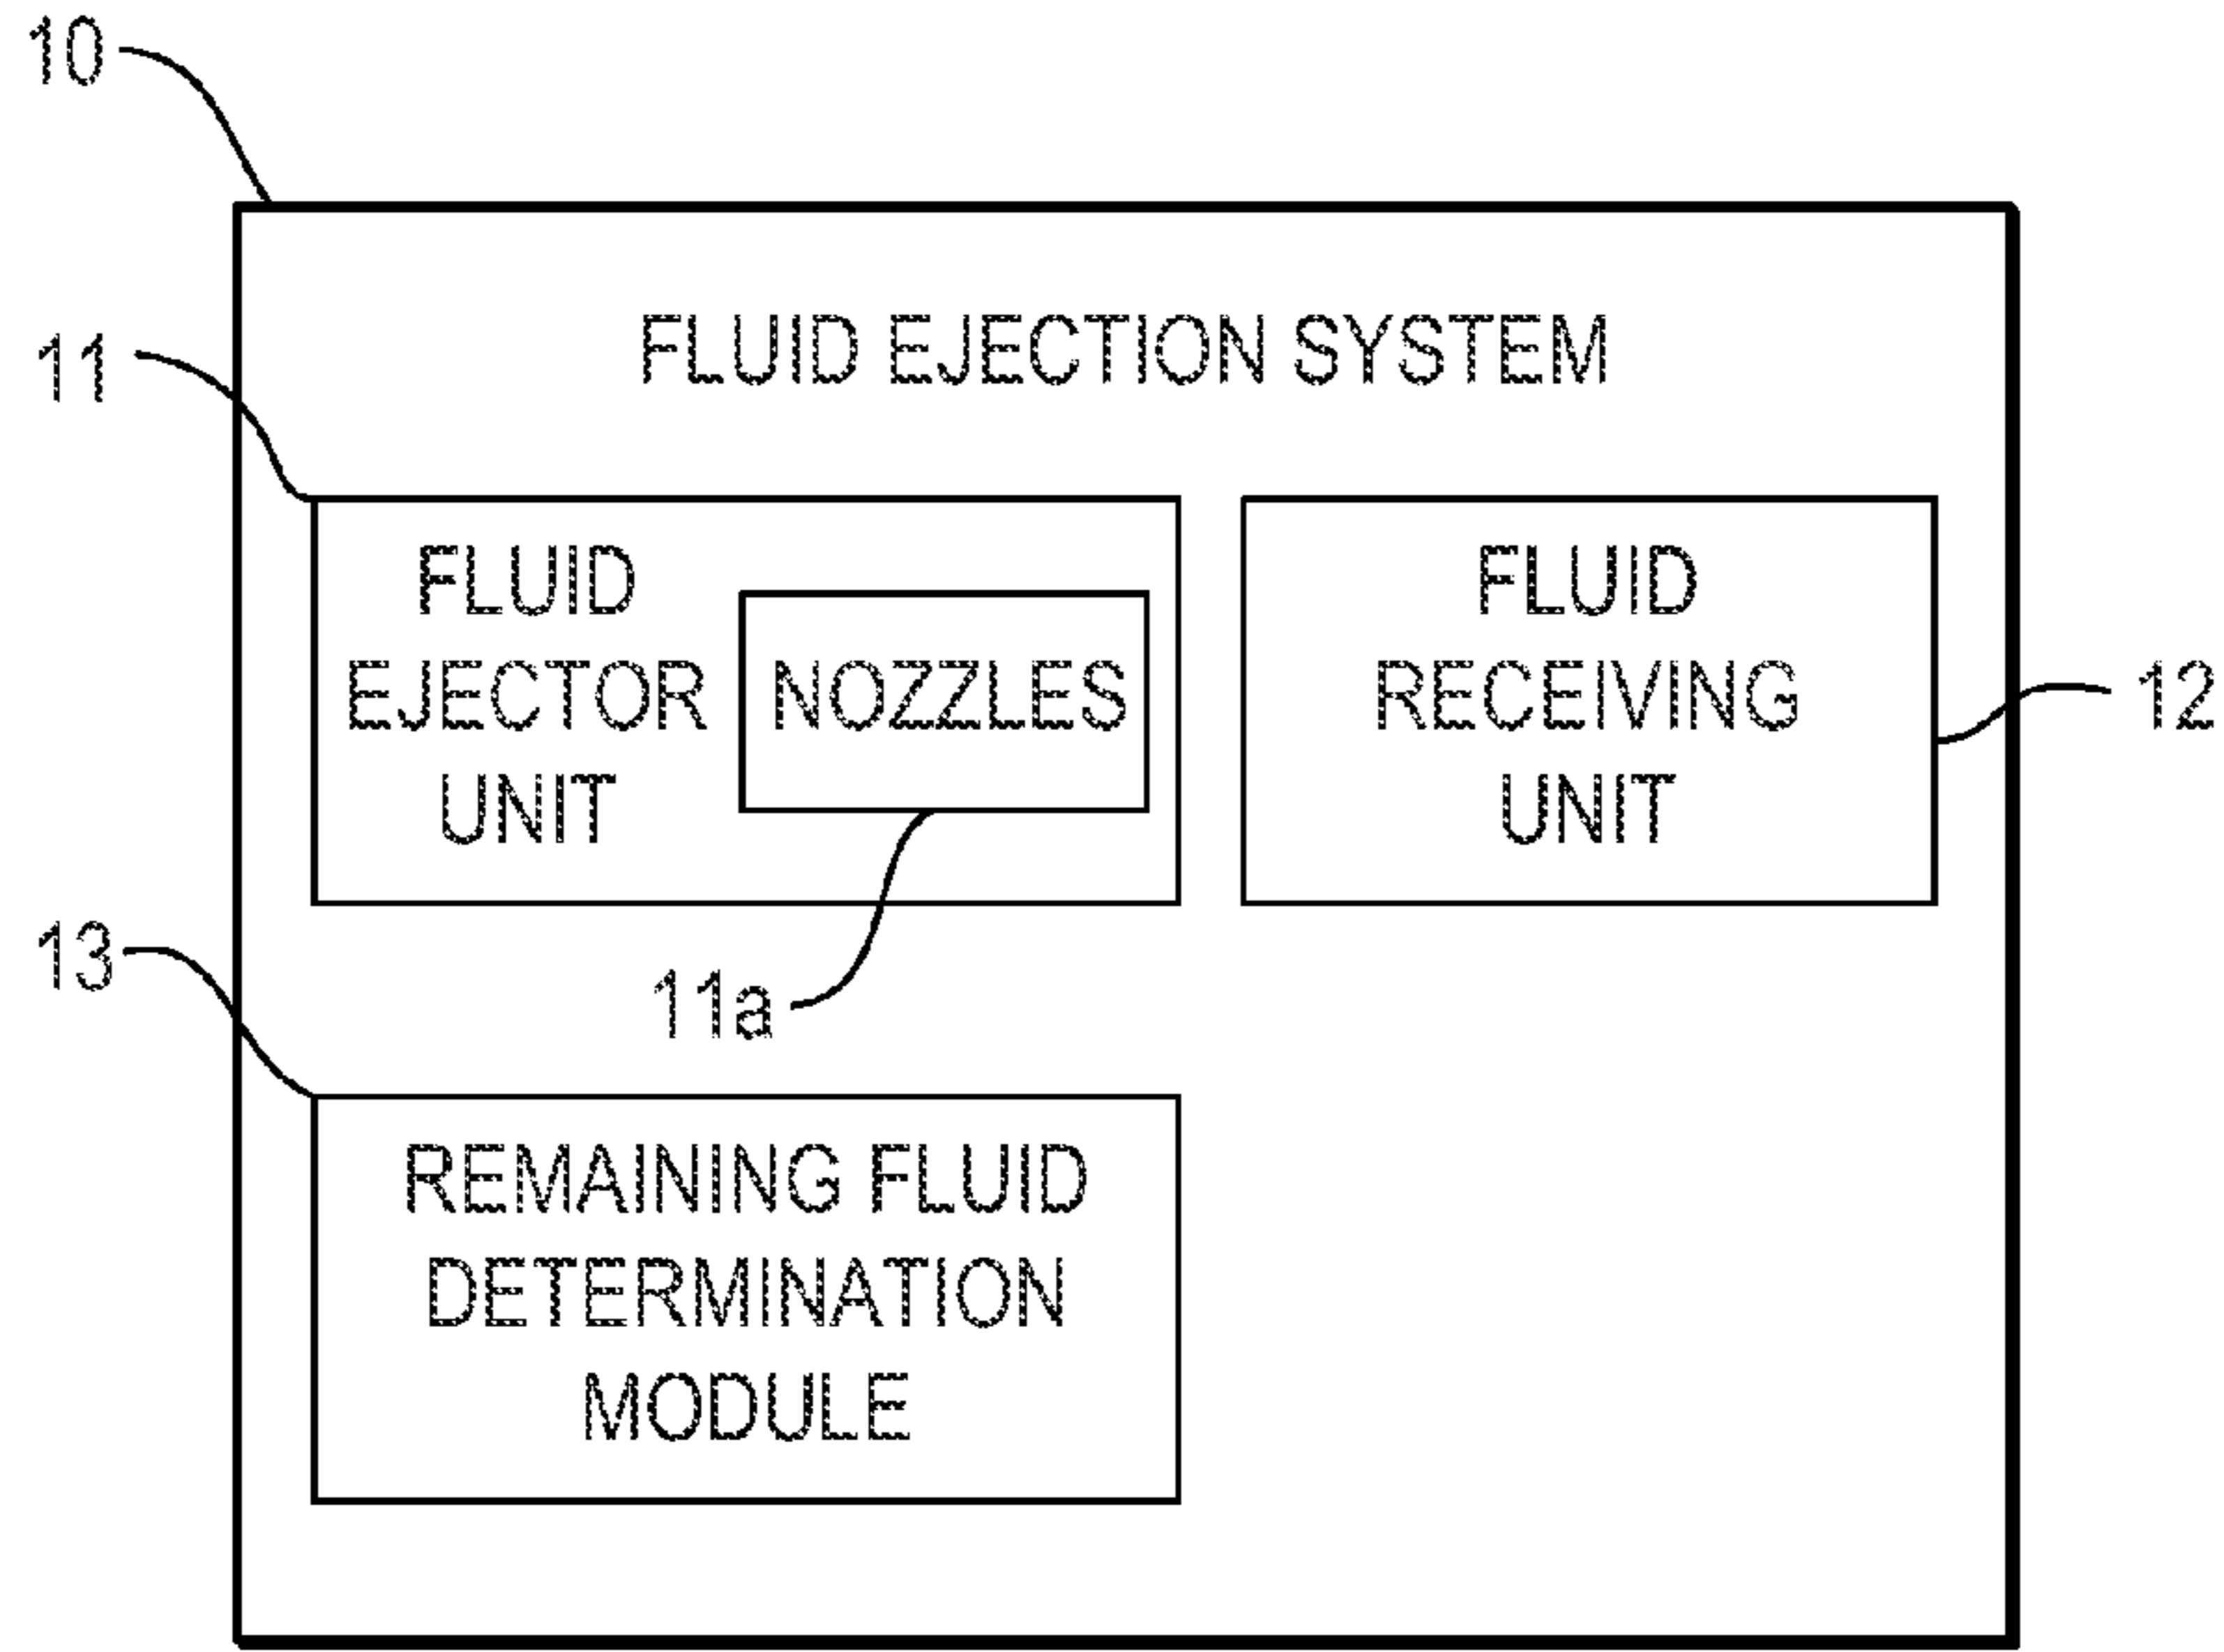 10
FLUID EJECTION SYSTEM
11
FLUID
EJECTOR
UNIT
NOZZLES
FLUID
RECEIVING
UNIT
12
11a
13
REMAINING FLUID
DETERMINATION
MODULE